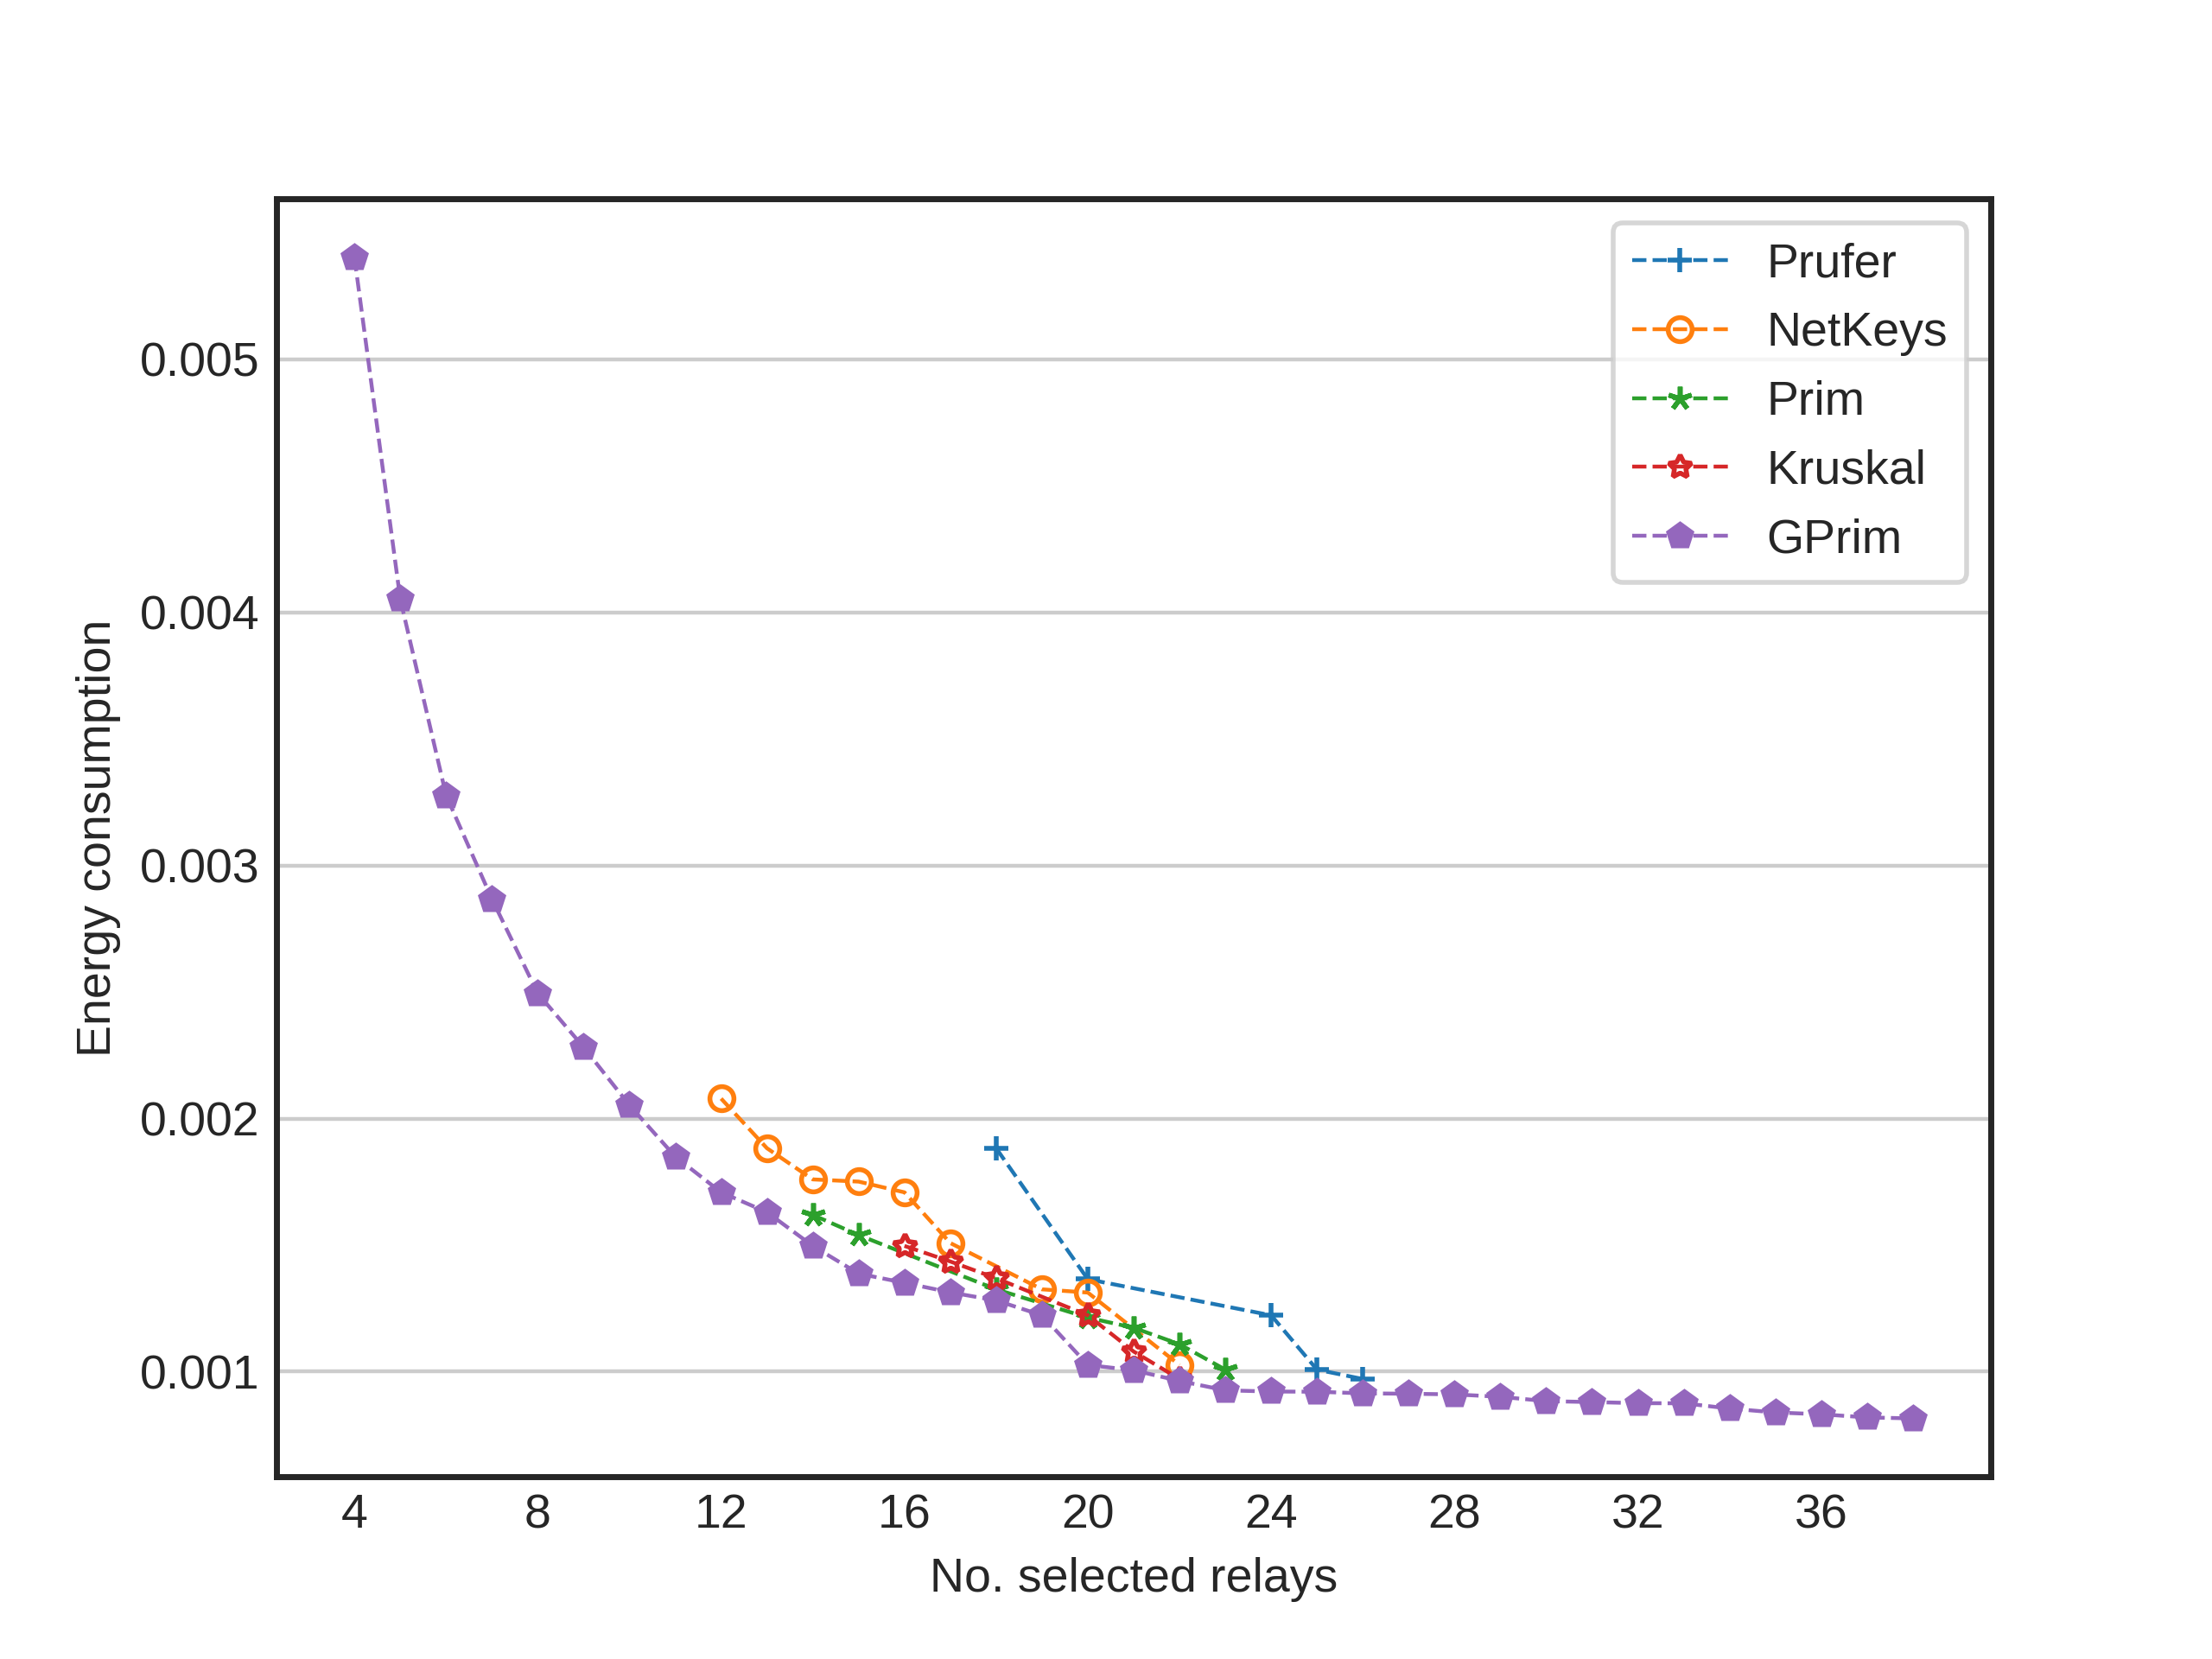 Prufer
NetKeys
Prim
Kruskal
GPrim
0.005
0.004
0.003
0.002
0.001
Energy consumption
4 8 12 16 20 24 28 32 36
No. selected relays